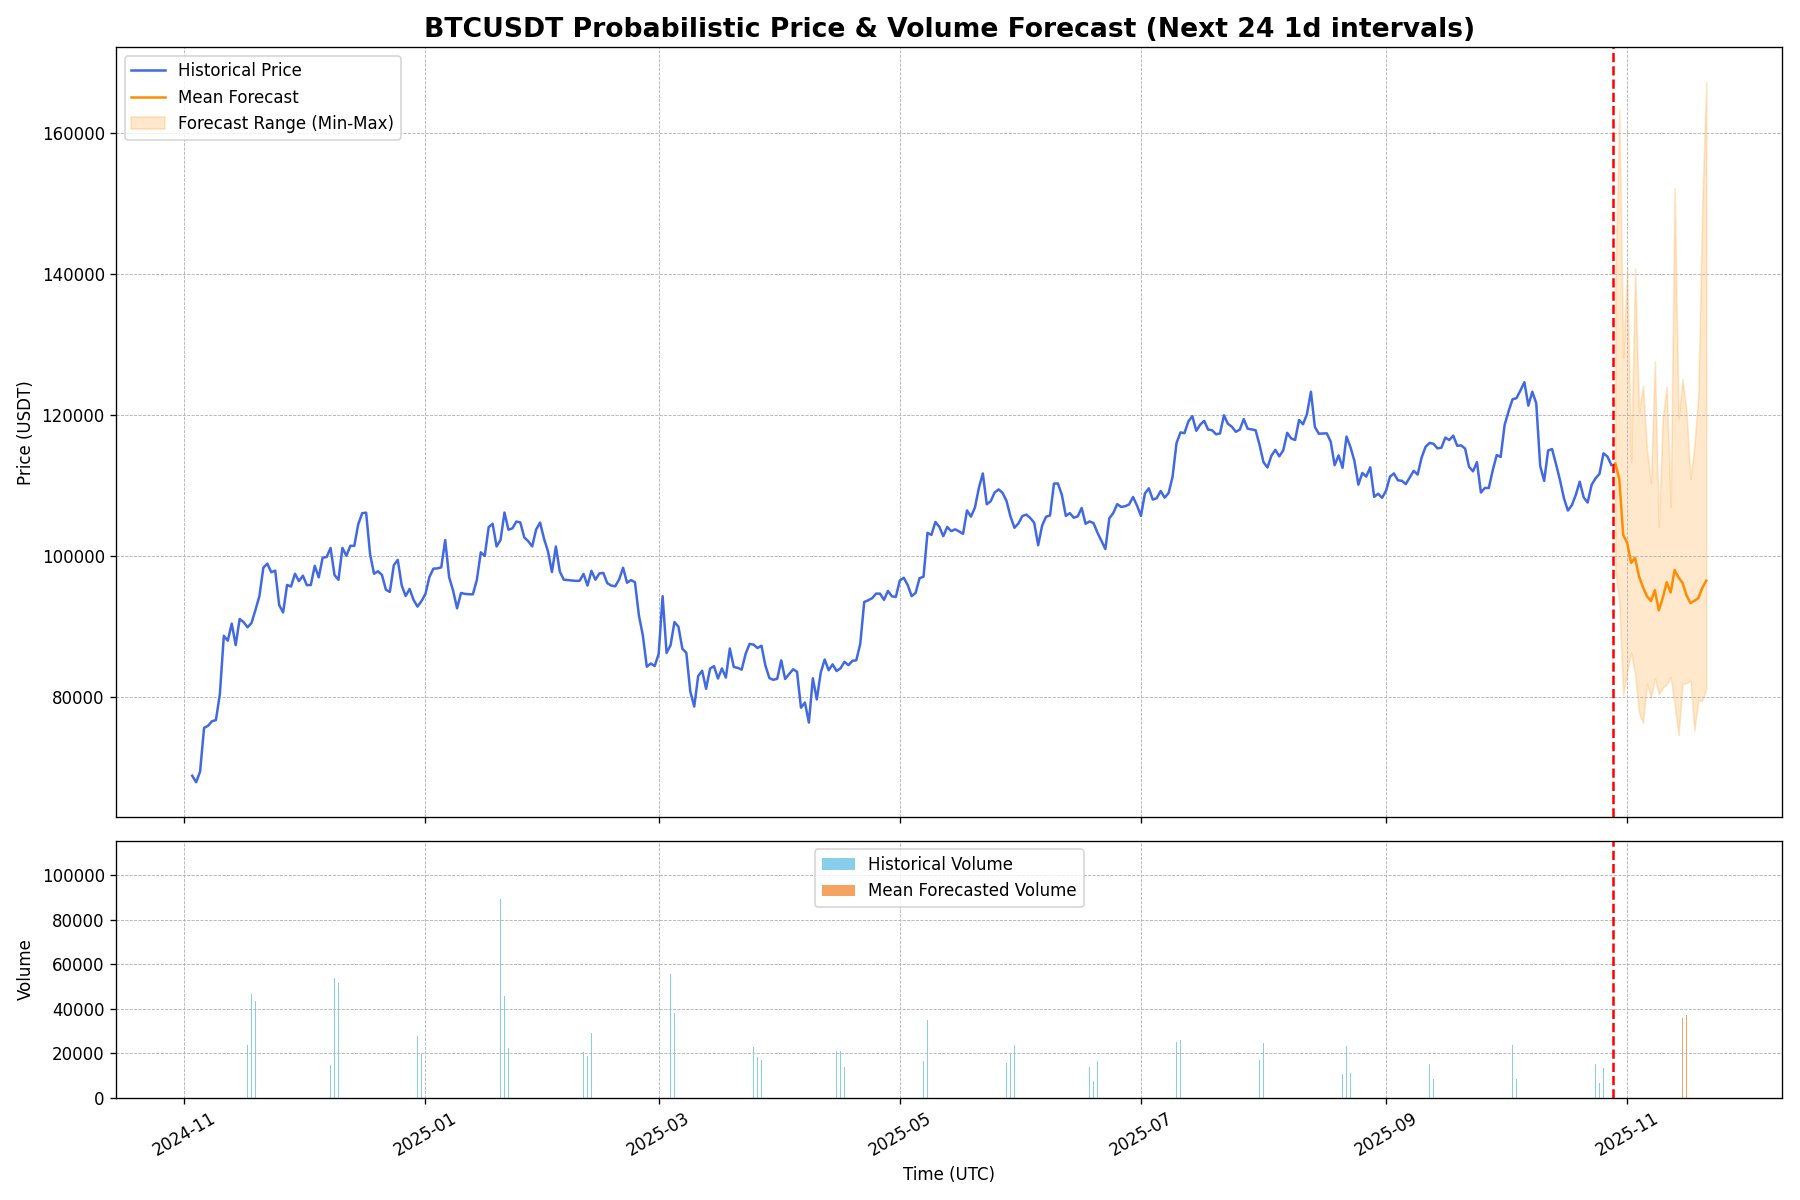 BTCUSDT Probabilistic Price & Volume Forecast (Next 24 1d intervals)
Historical Price
Mean Forecast
Forecast Range (Min-Max)
Price (USDT)
160000
140000
120000
100000
80000
Historical Volume
Mean Forecasted Volume
Volume
100000
80000
60000
40000
20000
0
2024-11
2025-01
2025-03
2025-05
2025-07
2025-09
2025-11
Time (UTC)